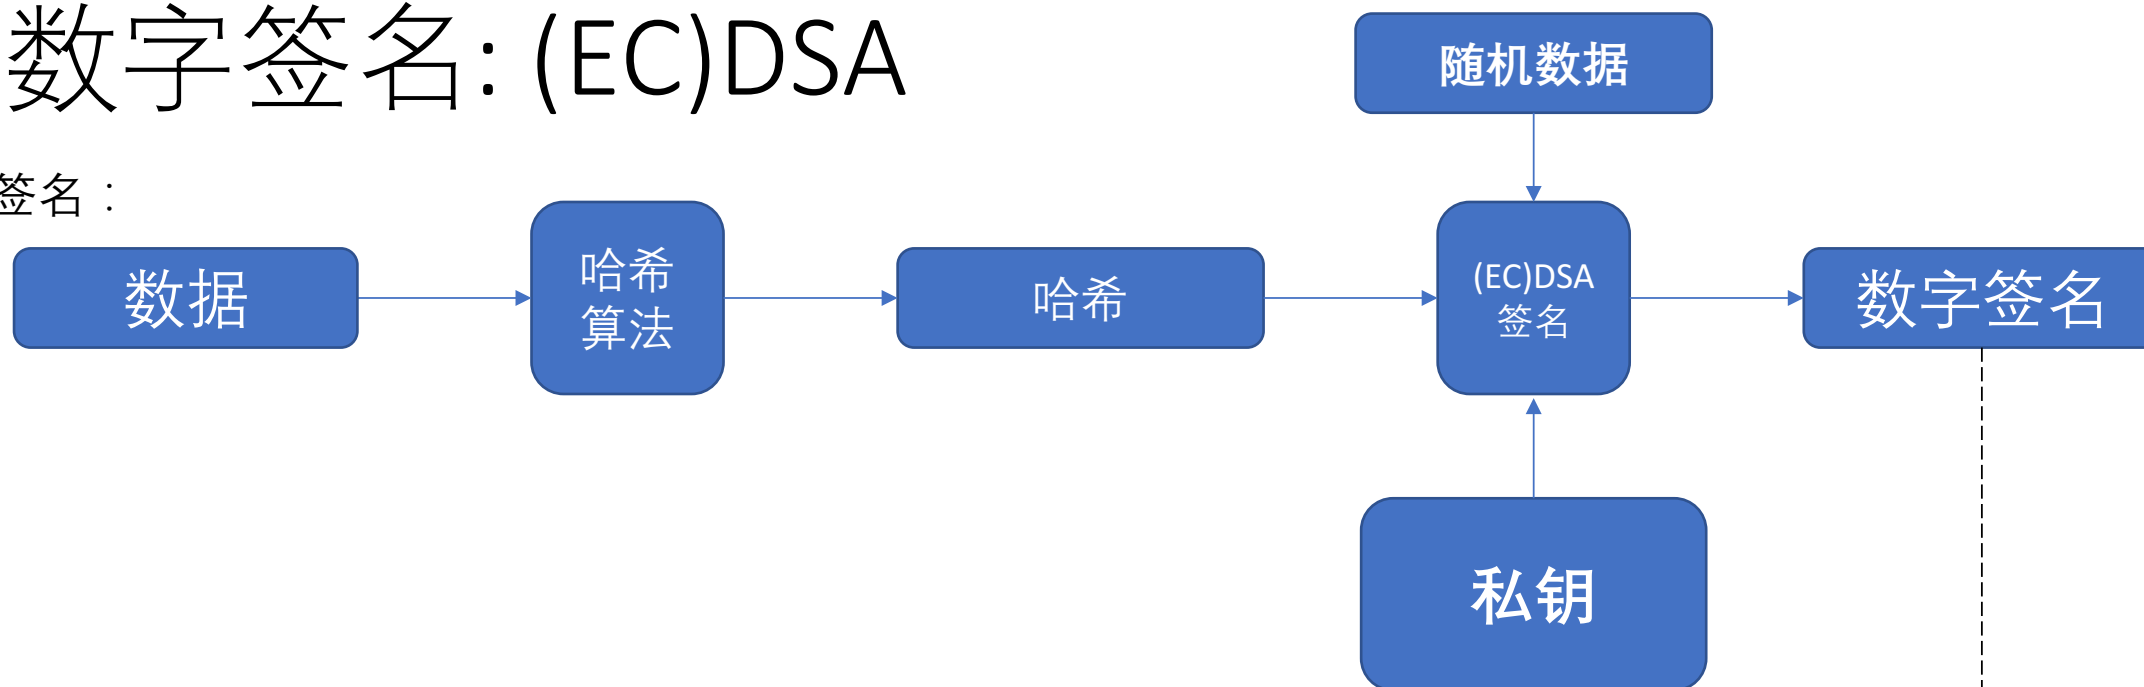 数字签名: (EC)DSA
随机数据
签名：
数据
哈希
算法
哈希
(EC)DSA
签名
数字签名
私钥